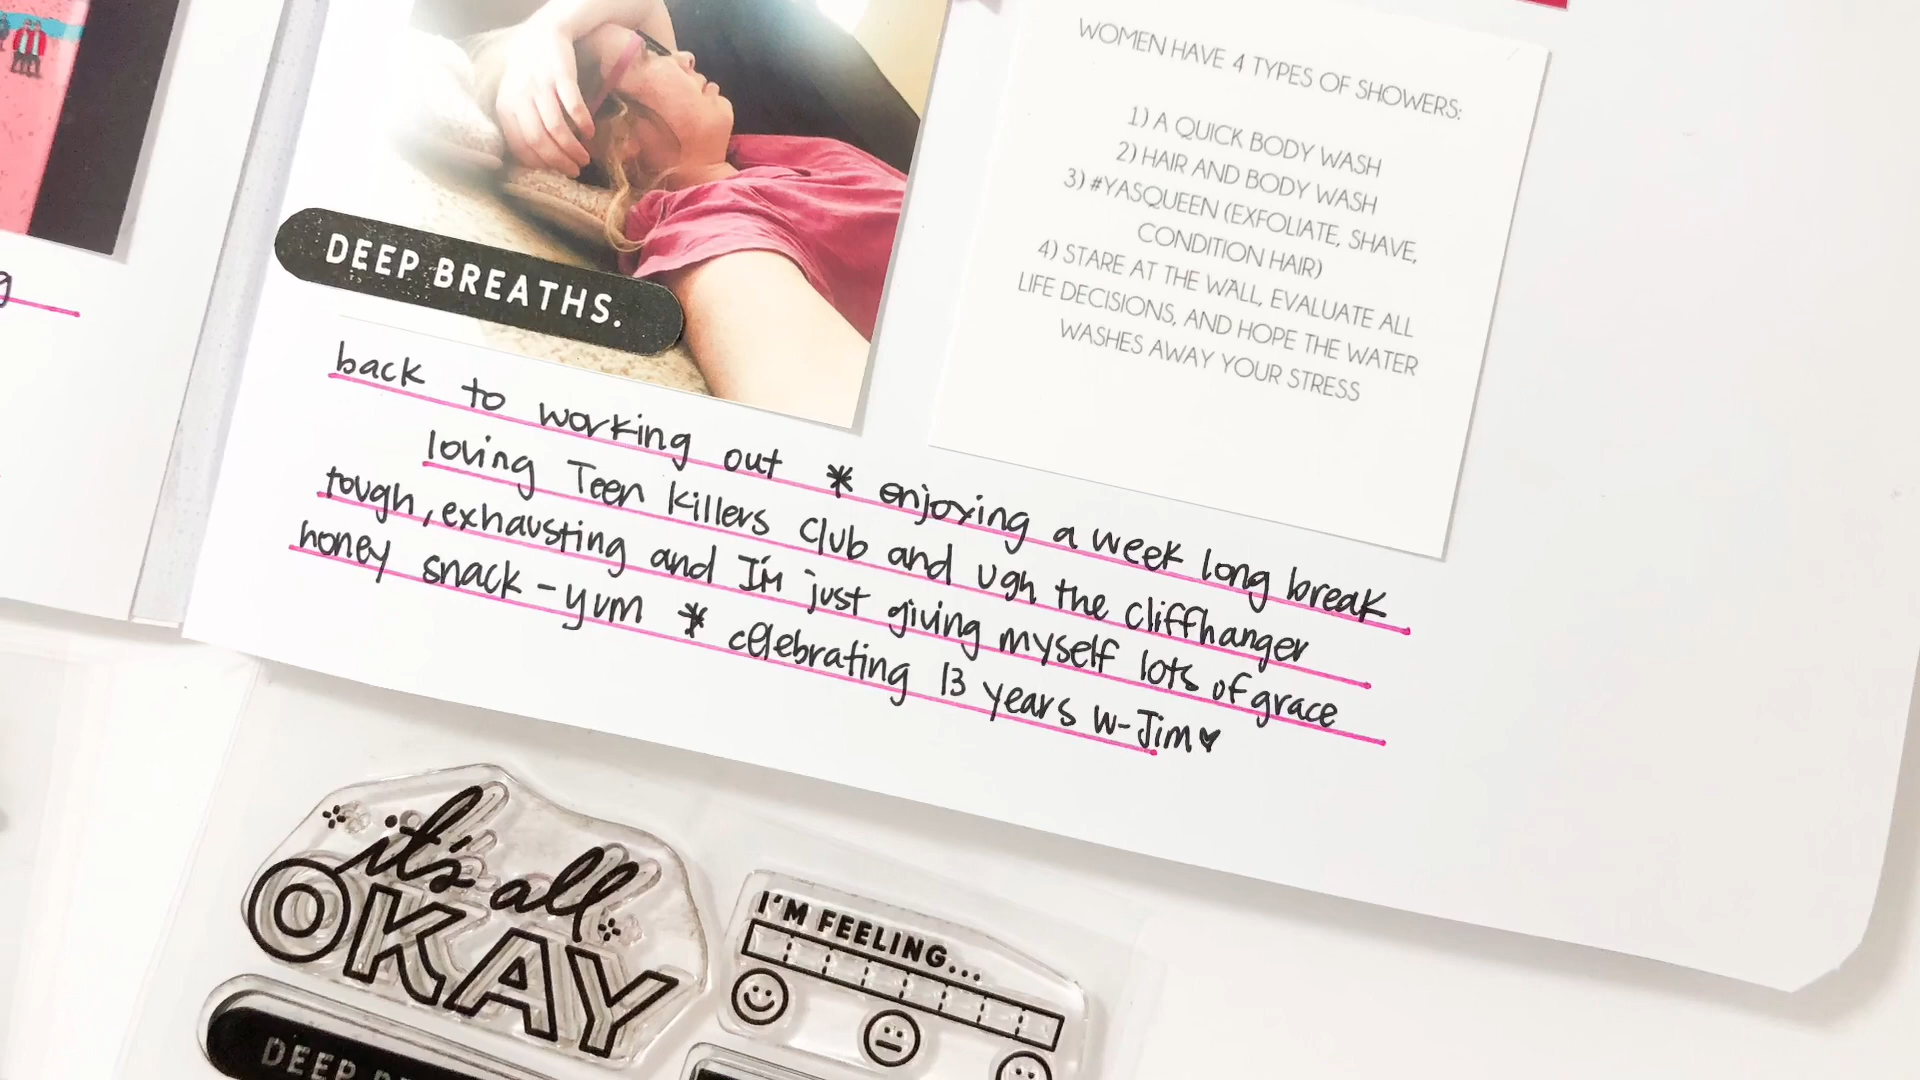 g
DEEP BREATHS.
WOMEN HAVE 4 TYPES OF SHOWERS:
1) A QUICK BODY WASH
2) HAIR AND BODY WASH
3) #YASQUEEN (EXFOLIATE, SHAVE,
CONDITION HAIR)
4) STARE AT THE WALL, EVALUATE ALL
LIFE DECISIONS, AND HOPE THE WATER
WASHES AWAY YOUR STRESS
back to working out * enjoying a week long break
loving Teen Killers Club and ugh the cliffhanger
tough, exhausting and I'm just giving myself lots of grace
honey snack - yum * celebrating 13 years w- Jim ♥
it's all
OKAY
I'M FEELING...
DEEP